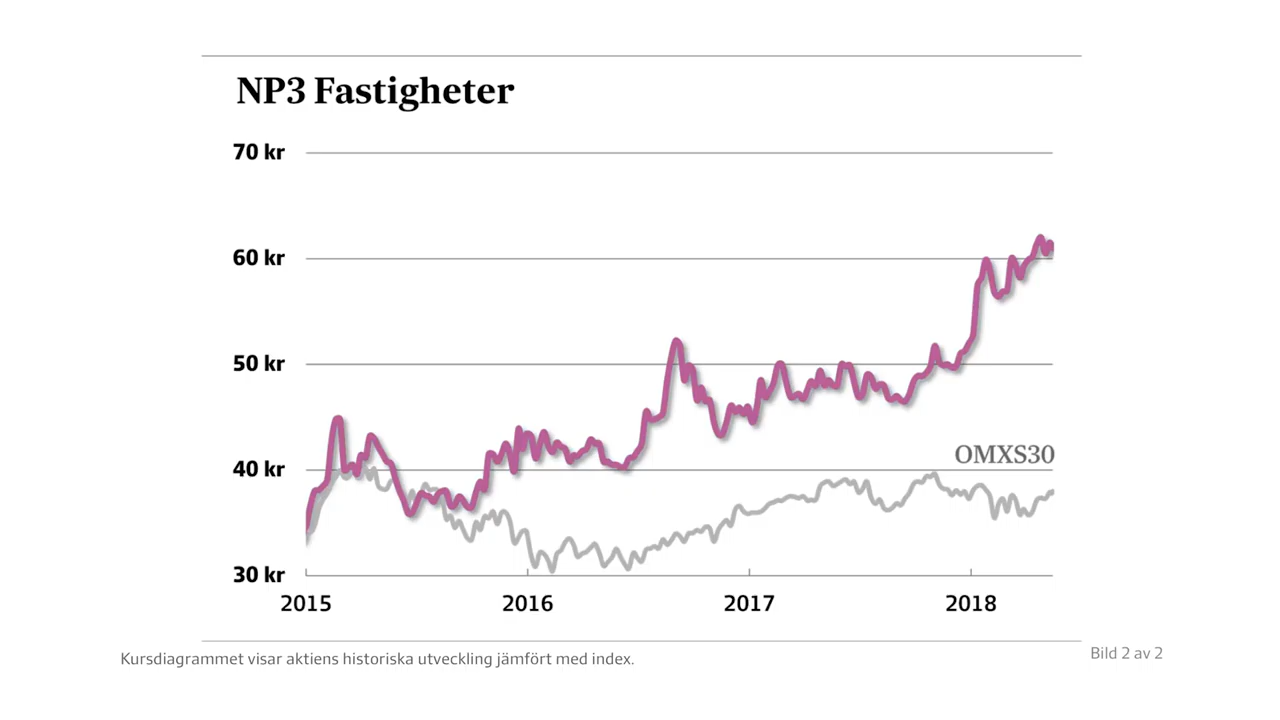 NP3 Fastigheter
70 kr
60 kr
50 kr
OMXS30
40 kr
30 kr
2015 2016 2017 2018
Kursdiagrammet visar aktiens historiska utveckling jämfört med index.
Bild 2 av 2